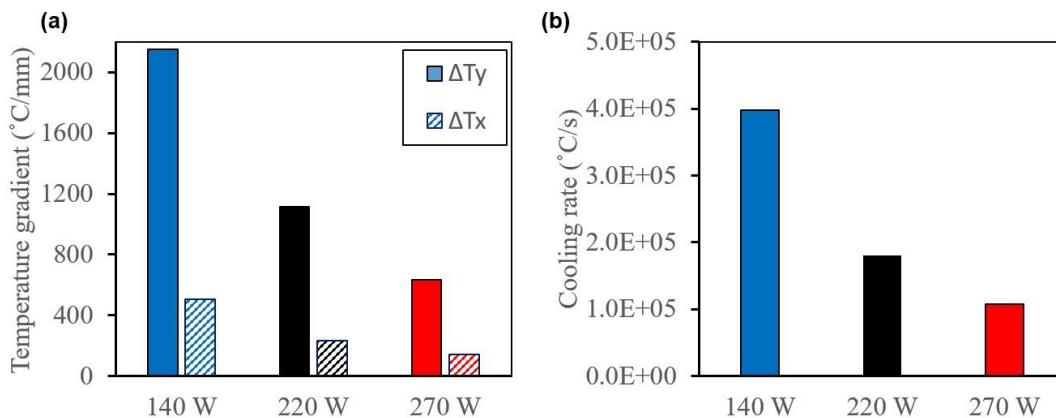 (a)
Temperature gradient (˚C/mm)
2000
1600
1200
800
400
0
ΔTy
ΔTx
140 W
220 W
270 W
(b)
Cooling rate (˚C/s)
5.0E+05
4.0E+05
3.0E+05
2.0E+05
1.0E+05
0.0E+00
140 W
220 W
270 W